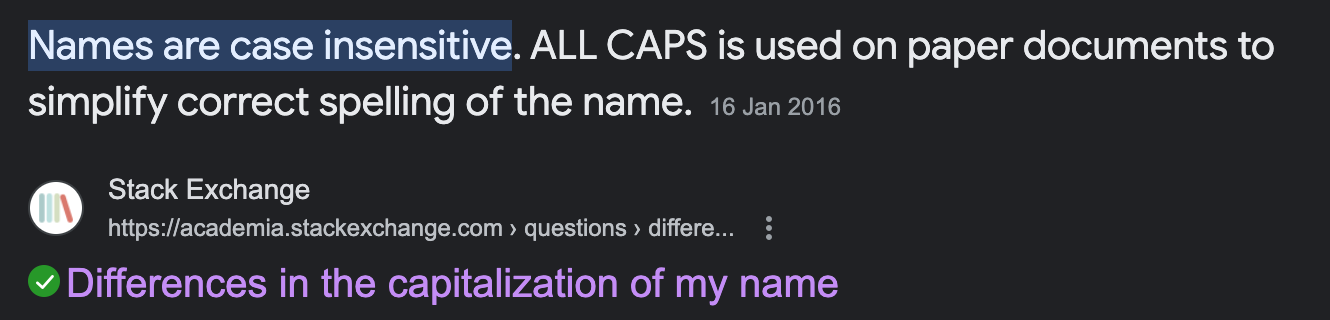 Names are case insensitive. ALL CAPS is used on paper documents to
simplify correct spelling of the name. 16 Jan 2016
Stack Exchange
https://academia.stackexchange.com › questions › differe...
Differences in the capitalization of my name